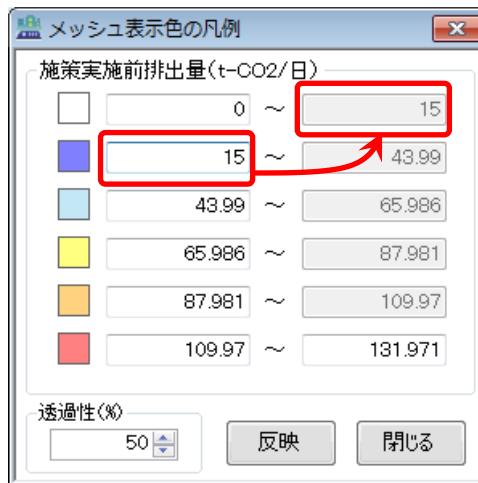 メッシュ表示色の凡例
施策実施前排出量(t-CO2/日)
0 ～ 15
15 ～ 43.99
43.99 ～ 65.986
65.986 ～ 87.981
87.981 ～ 109.97
109.97 ～ 131.971
透過性(%)
50 反映 閉じる